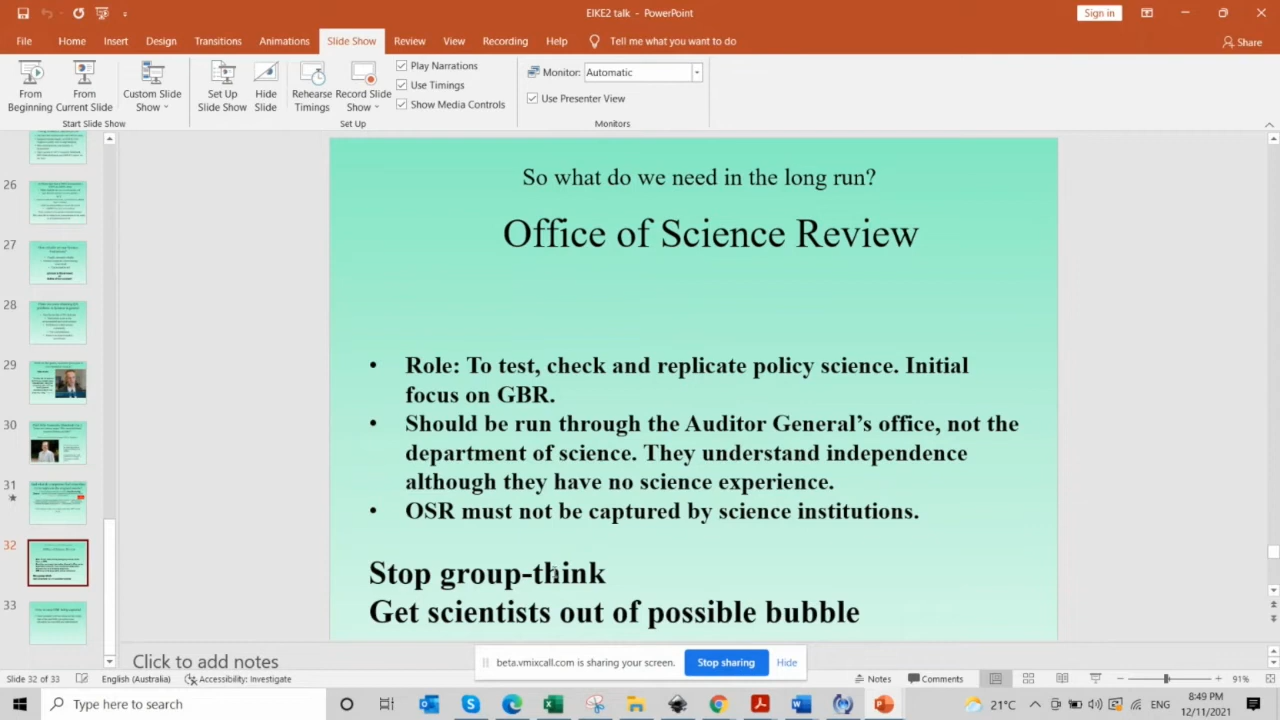 EIKE2 talk - PowerPoint
Sign in
File Home Insert Design Transitions Animations Slide Show Review View Recording Help Tell me what you want to do
Share
From Beginning
From Current Slide
Custom Slide Show
Set Up Slide Show
Hide Slide
Rehearse Timings
Record Slide Show
Play Narrations
Use Timings
Show Media Controls
Monitor: Automatic
Use Presenter View
Start Slide Show
Set Up
Monitors
26
27
28
29
30
31
32
33
So what do we need in the long run?
Office of Science Review
• Role: To test, check and replicate policy science. Initial
focus on GBR.
• Should be run through the Auditor General's office, not the
department of science. They understand independence
although they have no science experience.
• OSR must not be captured by science institutions.
Stop group-think
Get scientists out of possible bubble
Click to add notes
beta.vmixcall.com is sharing your screen. Stop sharing Hide
Slide 32 of 33 English (Australia) Accessibility: Investigate Notes Comments 91%
Type here to search
21°C
8:49 PM
12/11/2021